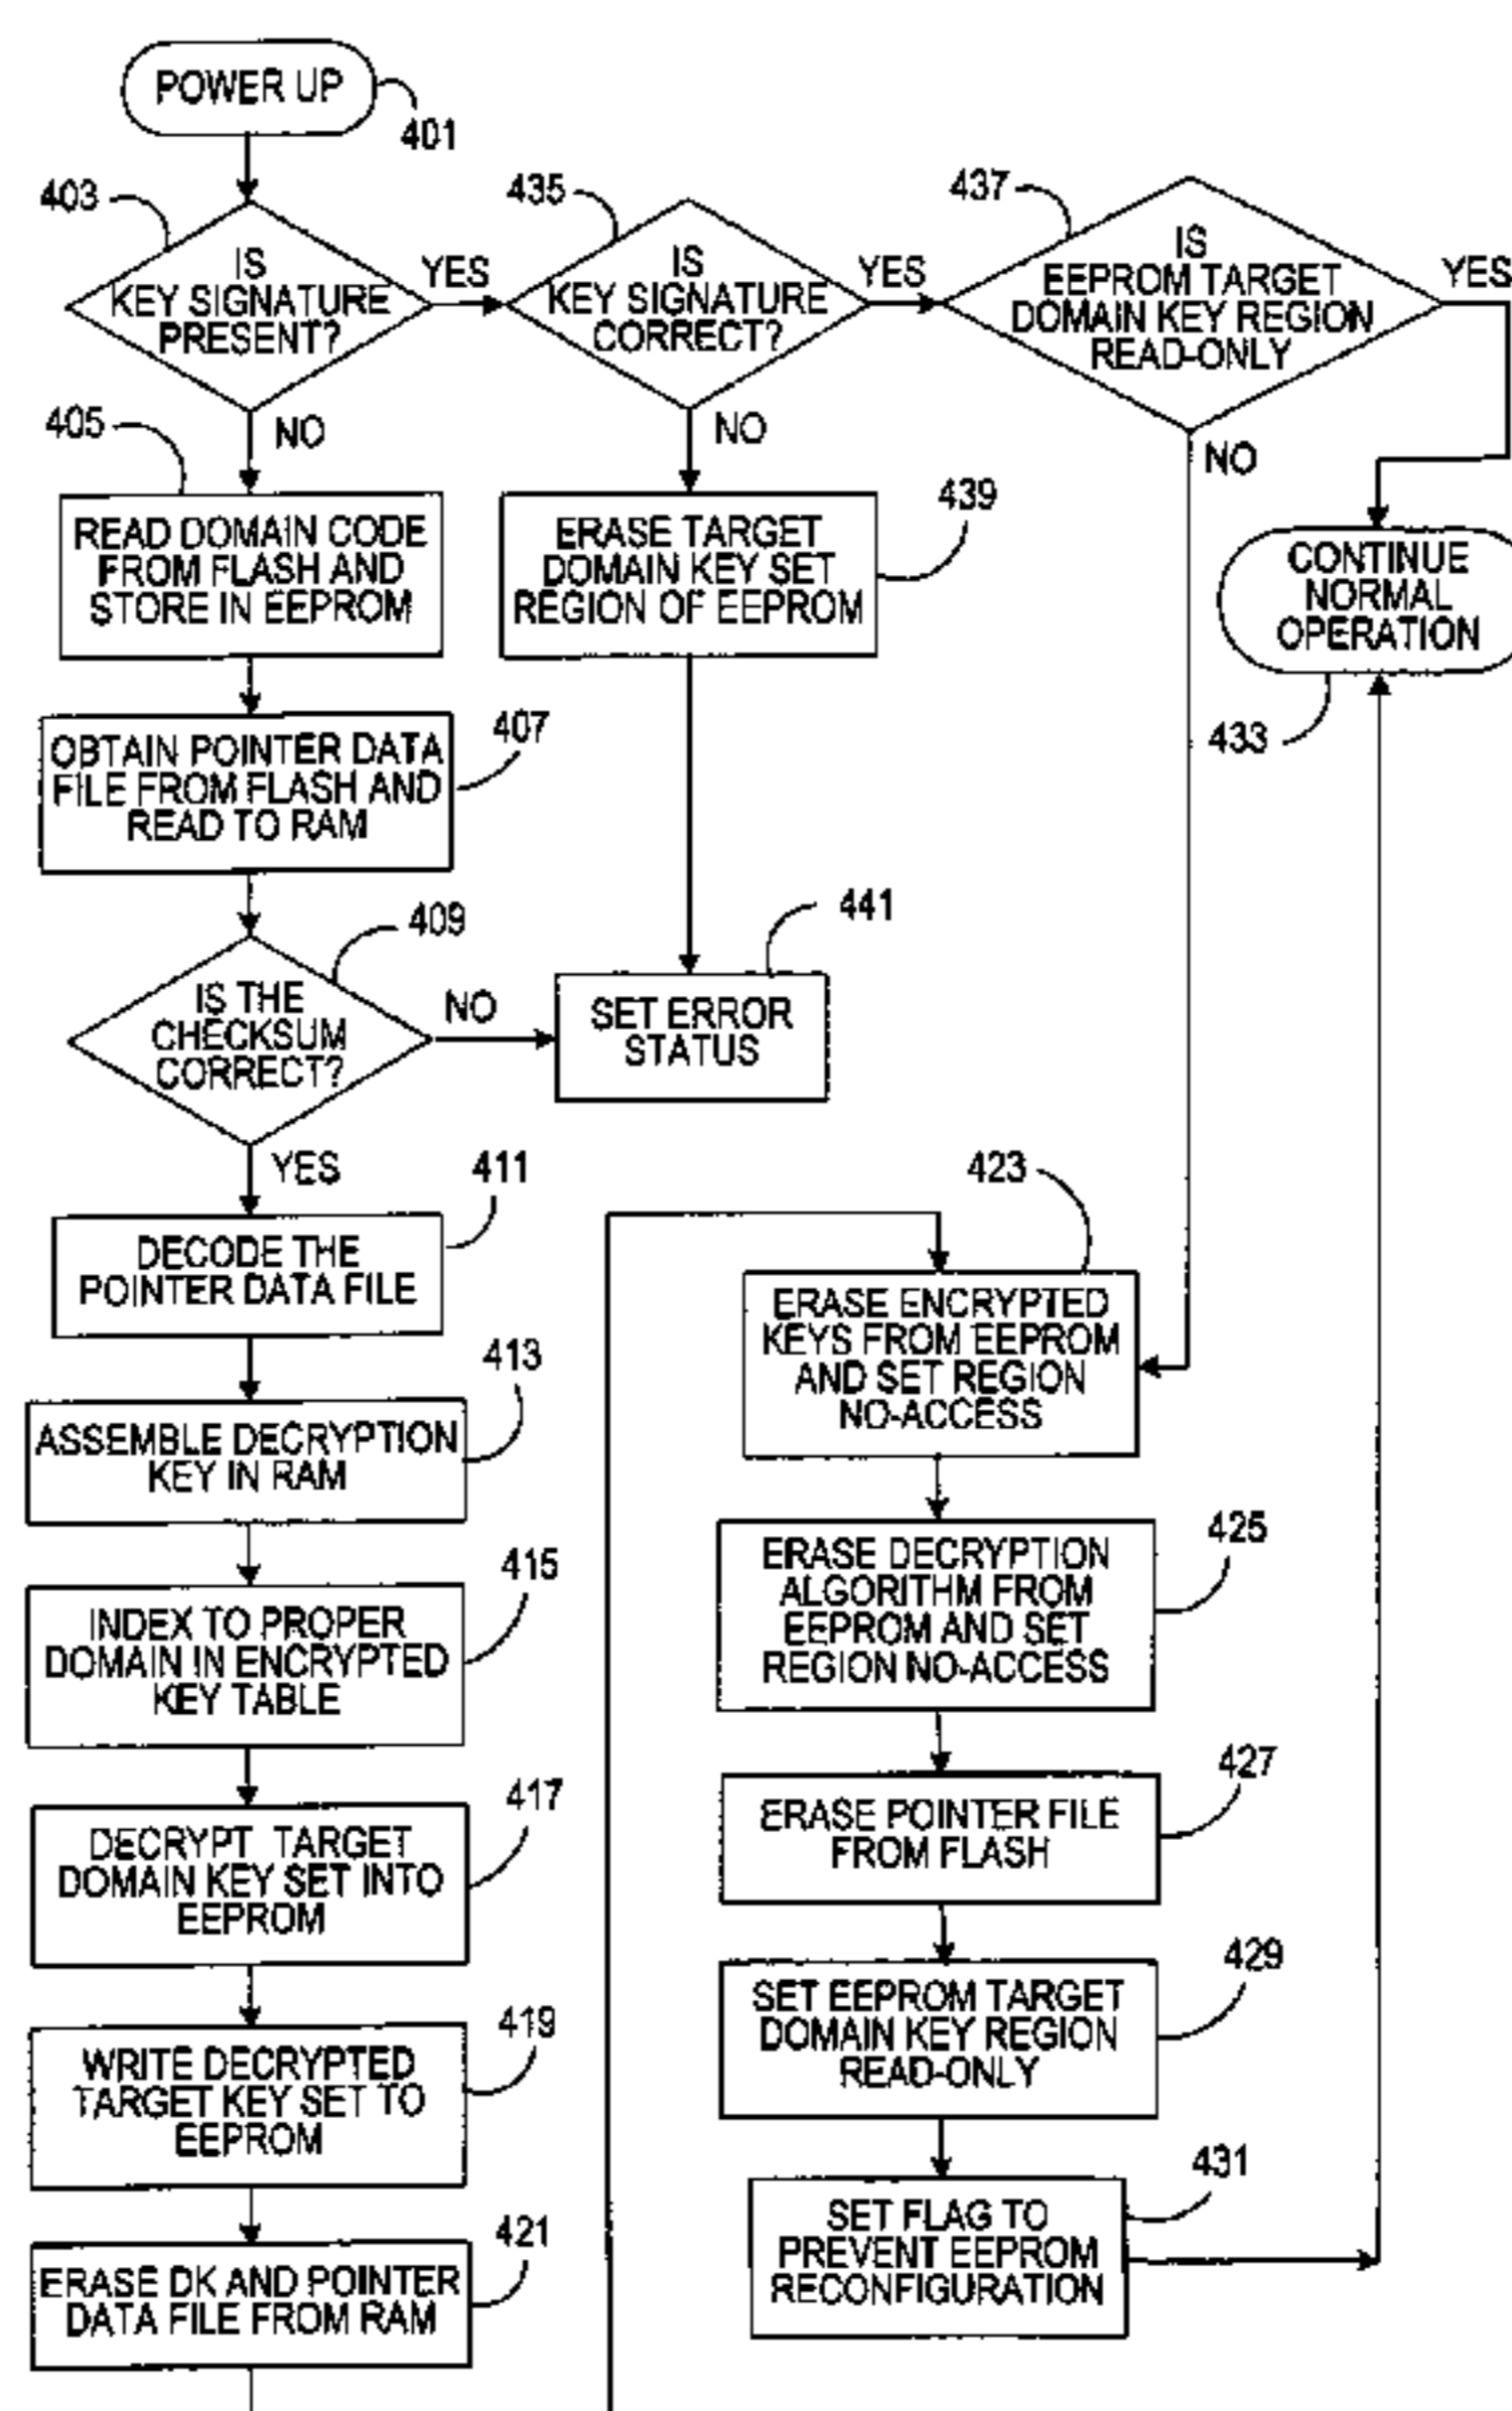 POWER UP
401
403
IS
KEY SIGNATURE
PRESENT?
YES
NO
435
IS
KEY SIGNATURE
CORRECT?
YES
NO
437
IS
EEPROM TARGET
DOMAIN KEY REGION
READ-ONLY
YES
NO
405
READ DOMAIN CODE
FROM FLASH AND
STORE IN EEPROM
ERASE TARGET
DOMAIN KEY SET
REGION OF EEPROM
439
CONTINUE
NORMAL
OPERATION
433
OBTAIN POINTER DATA
FILE FROM FLASH AND
READ TO RAM
407
409
IS THE
CHECKSUM
CORRECT?
NO
YES
441
SET ERROR
STATUS
411
DECODE THE
POINTER DATA FILE
413
ASSEMBLE DECRYPTION
KEY IN RAM
415
INDEX TO PROPER
DOMAIN IN ENCRYPTED
KEY TABLE
417
DECRYPT TARGET
DOMAIN KEY SET INTO
EEPROM
419
WRITE DECRYPTED
TARGET KEY SET TO
EEPROM
421
ERASE DK AND POINTER
DATA FILE FROM RAM
423
ERASE ENCRYPTED
KEYS FROM EEPROM
AND SET REGION
NO-ACCESS
425
ERASE DECRYPTION
ALGORITHM FROM
EEPROM AND SET
REGION NO-ACCESS
427
ERASE POINTER FILE
FROM FLASH
429
SET EEPROM TARGET
DOMAIN KEY REGION
READ-ONLY
431
SET FLAG TO
PREVENT EEPROM
RECONFIGURATION